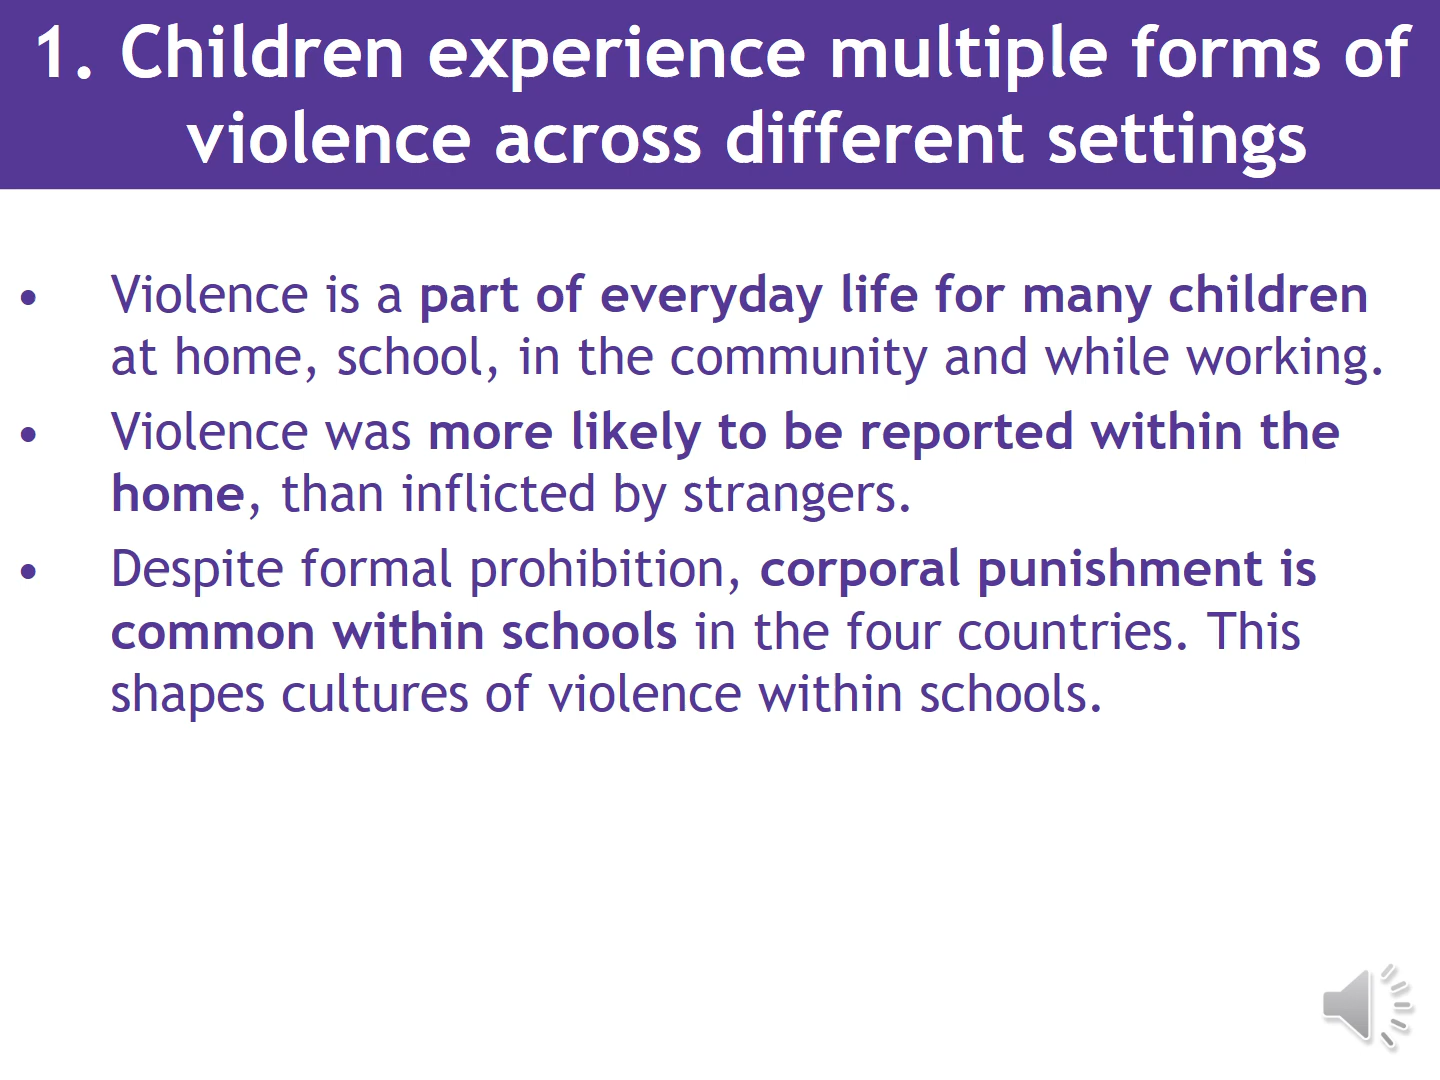 1. Children experience multiple forms of
violence across different settings
• Violence is a part of everyday life for many children
at home, school, in the community and while working.
• Violence was more likely to be reported within the
home, than inflicted by strangers.
• Despite formal prohibition, corporal punishment is
common within schools in the four countries. This
shapes cultures of violence within schools.